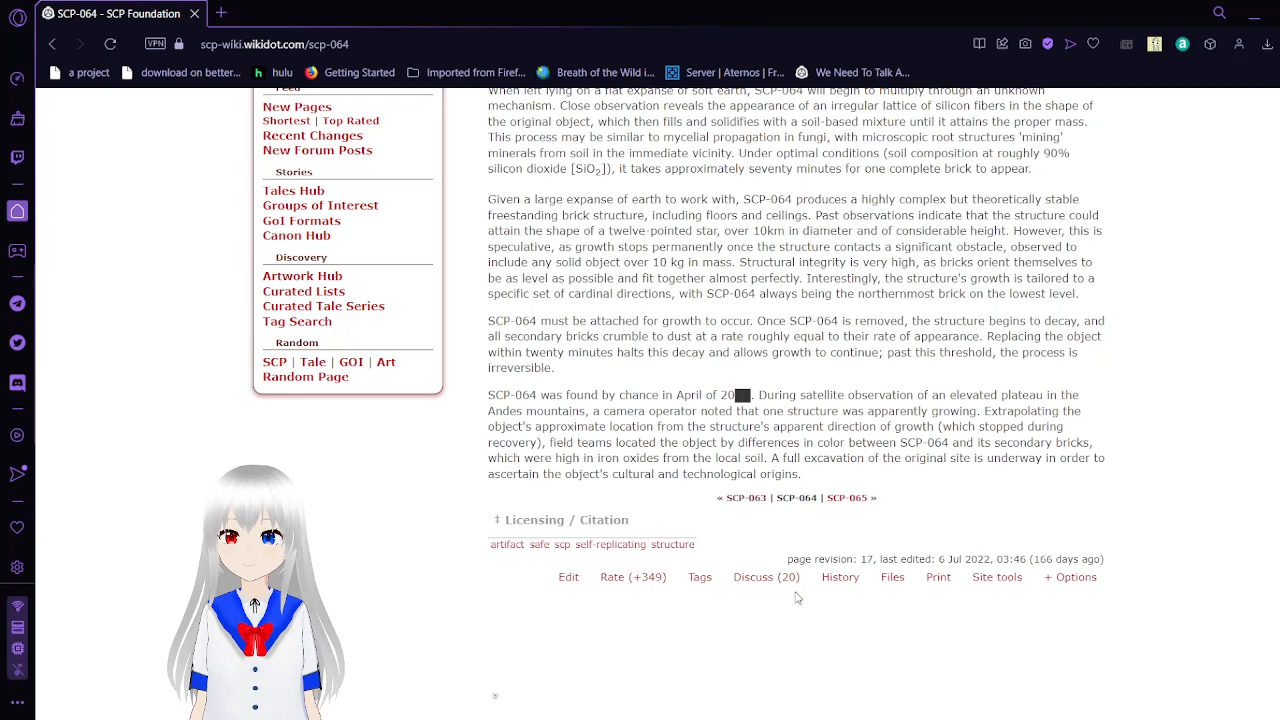 SCP-064 - SCP Foundation
VPN
scp-wiki.wikidot.com/scp-064
a project
download on better...
hulu
Getting Started
Imported from Firef...
Breath of the Wild i...
Server | Aternos | Fr...
We Need To Talk A...
Feed
New Pages
Shortest | Top Rated
Recent Changes
New Forum Posts
Stories
Tales Hub
Groups of Interest
GoI Formats
Canon Hub
Discovery
Artwork Hub
Curated Lists
Curated Tale Series
Tag Search
Random
SCP | Tale | GOI | Art
Random Page
When left lying on a flat expanse of soft earth, SCP-064 will begin to multiply through an unknown
mechanism. Close observation reveals the appearance of an irregular lattice of silicon fibers in the shape of
the original object, which then fills and solidifies with a soil-based mixture until it attains the proper mass.
This process may be similar to mycelial propagation in fungi, with microscopic root structures 'mining'
minerals from soil in the immediate vicinity. Under optimal conditions (soil composition at roughly 90%
silicon dioxide [SiO2]), it takes approximately seventy minutes for one complete brick to appear.
Given a large expanse of earth to work with, SCP-064 produces a highly complex but theoretically stable
freestanding brick structure, including floors and ceilings. Past observations indicate that the structure could
attain the shape of a twelve-pointed star, over 10km in diameter and of considerable height. However, this is
speculative, as growth stops permanently once the structure contacts a significant obstacle, observed to
include any solid object over 10 kg in mass. Structural integrity is very high, as bricks orient themselves to
be as level as possible and fit together almost perfectly. Interestingly, the structure's growth is tailored to a
specific set of cardinal directions, with SCP-064 always being the northernmost brick on the lowest level.
SCP-064 must be attached for growth to occur. Once SCP-064 is removed, the structure begins to decay, and
all secondary bricks crumble to dust at a rate roughly equal to their rate of appearance. Replacing the object
within twenty minutes halts this decay and allows growth to continue; past this threshold, the process is
irreversible.
SCP-064 was found by chance in April of 20██. During satellite observation of an elevated plateau in the
Andes mountains, a camera operator noted that one structure was apparently growing. Extrapolating the
object's approximate location from the structure's apparent direction of growth (which stopped during
recovery), field teams located the object by differences in color between SCP-064 and its secondary bricks,
which were high in iron oxides from the local soil. A full excavation of the original site is underway in order to
ascertain the object's cultural and technological origins.
« SCP-063 | SCP-064 | SCP-065 »
‡ Licensing / Citation
artifact safe scp self-replicating structure
page revision: 17, last edited: 6 Jul 2022, 03:46 (166 days ago)
Edit Rate (+349) Tags Discuss (20) History Files Print Site tools + Options